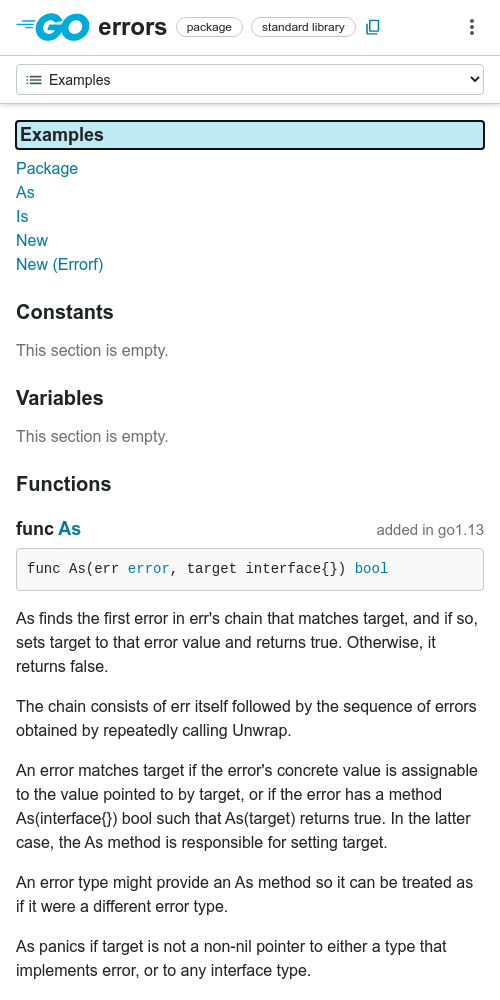 GO errors package standard library
Examples
Examples
Package
As
Is
New
New (Errorf)
Constants
This section is empty.
Variables
This section is empty.
Functions
func As added in go1.13
func As(err error, target interface{}) bool
As finds the first error in err's chain that matches target, and if so,
sets target to that error value and returns true. Otherwise, it
returns false.
The chain consists of err itself followed by the sequence of errors
obtained by repeatedly calling Unwrap.
An error matches target if the error's concrete value is assignable
to the value pointed to by target, or if the error has a method
As(interface{}) bool such that As(target) returns true. In the latter
case, the As method is responsible for setting target.
An error type might provide an As method so it can be treated as
if it were a different error type.
As panics if target is not a non-nil pointer to either a type that
implements error, or to any interface type.